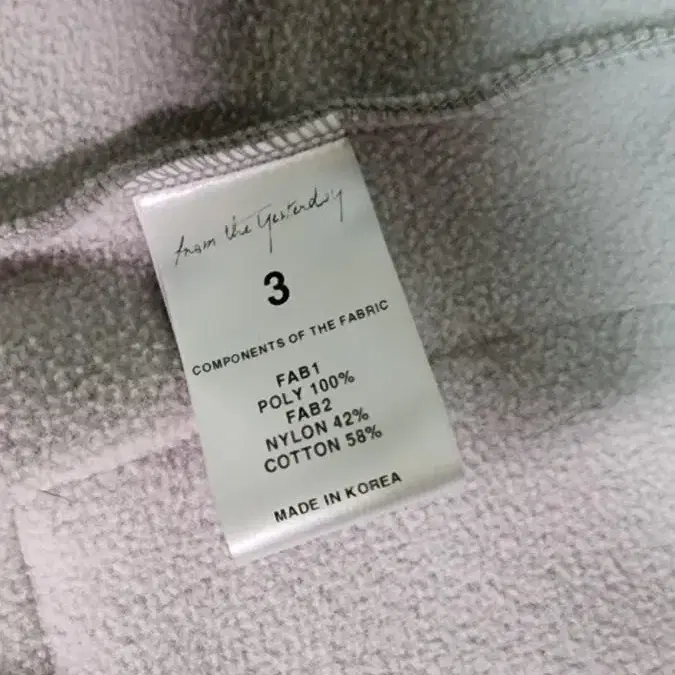 from the Yesterday
3
COMPONENTS OF THE FABRIC
FAB1
POLY 100%
FAB2
NYLON 42%
COTTON 58%
MADE IN KOREA